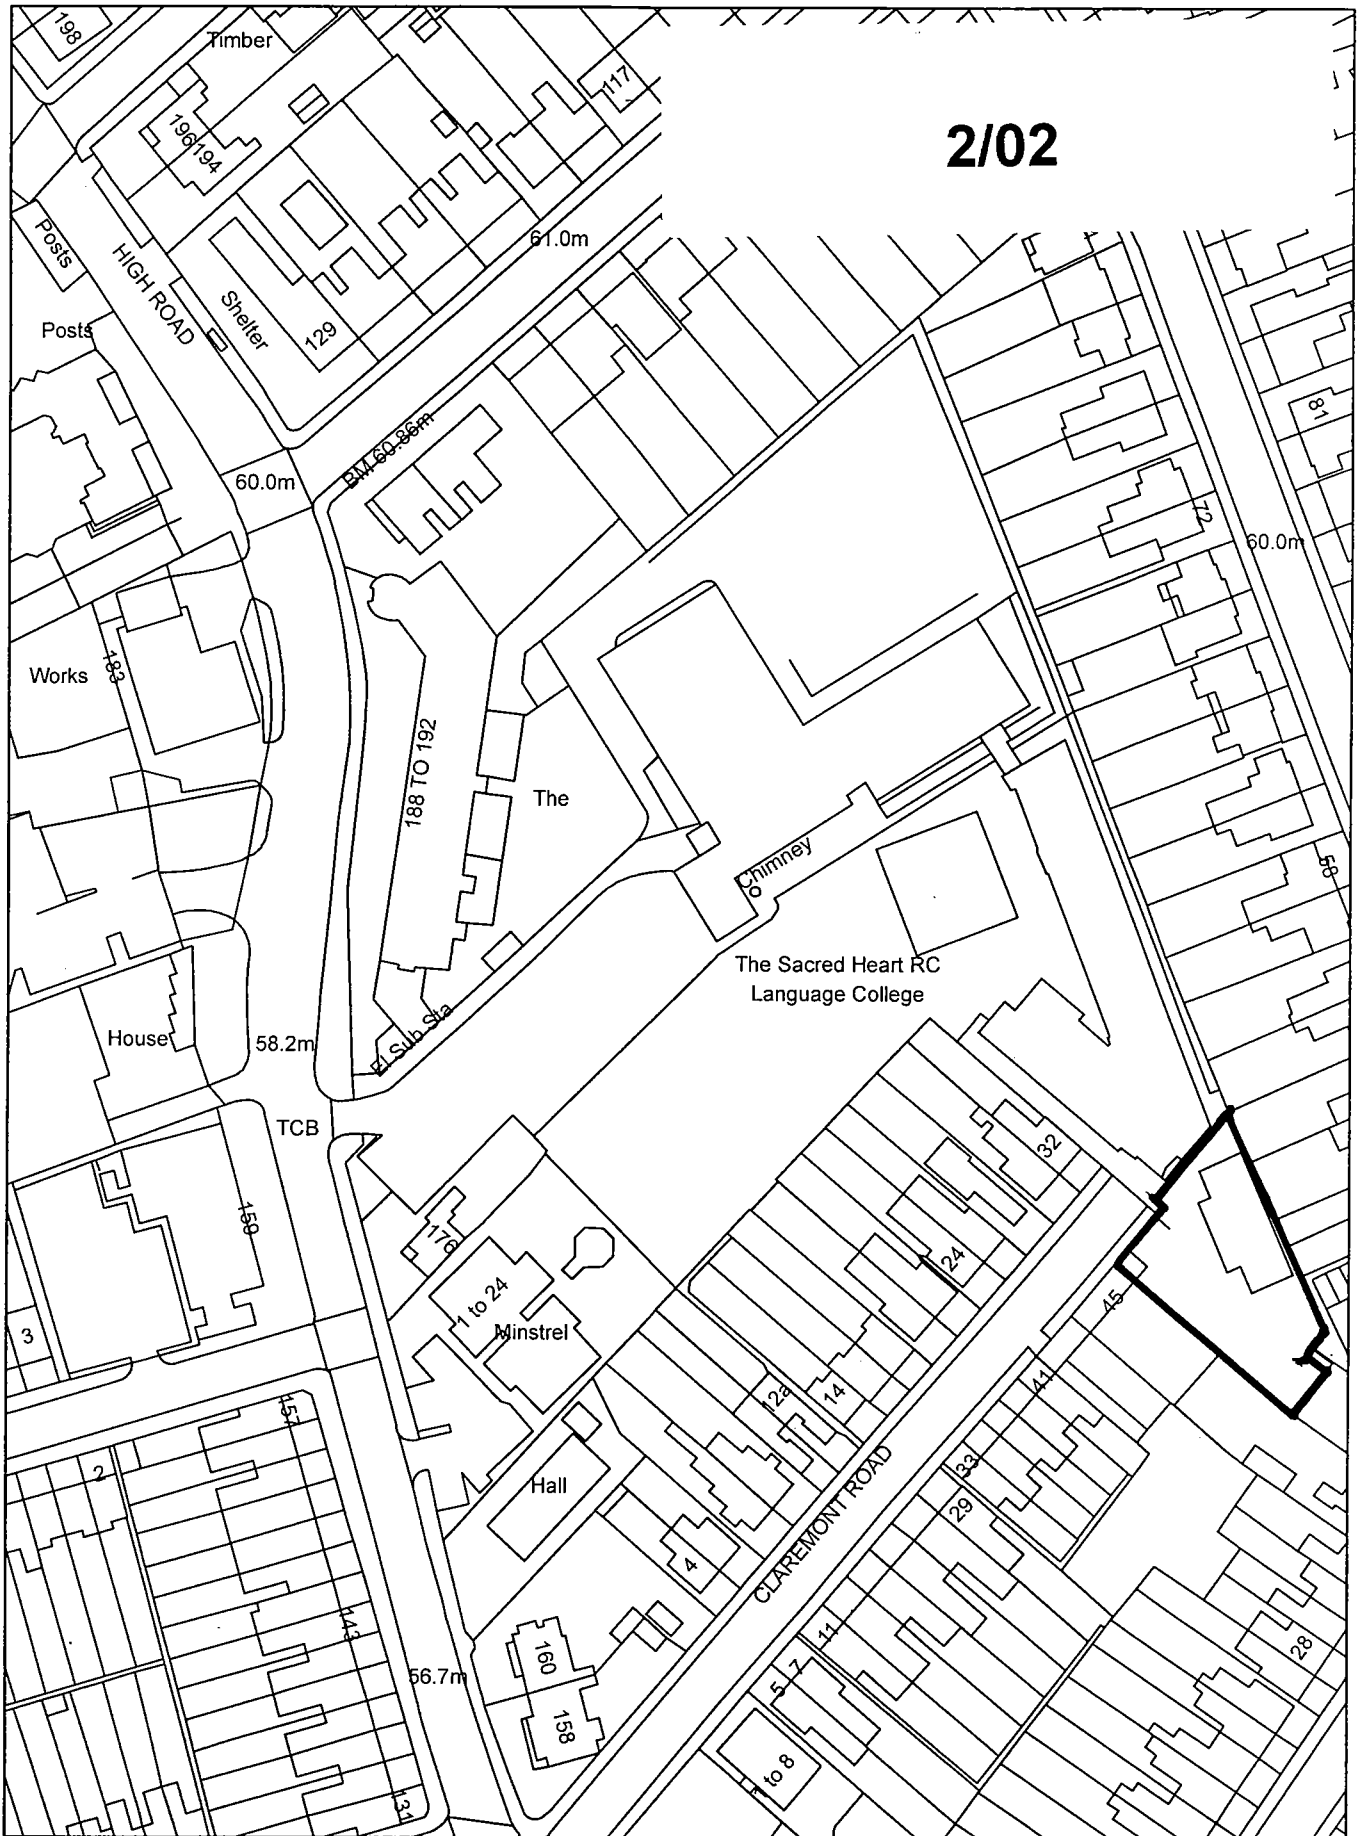 198
Timber
117
2/02
196
194
Posts
HIGH ROAD
61.0m
Shelter
Posts
129
81
BM 60.86m
60.0m
72
60.0m
Works
183
188 TO 192
The
Chimney
58
The Sacred Heart RC
Language College
House
58.2m
El Sub Sta
TCB
32
159
176
24
1 to 24
45
3
Minstrel
41
12a
14
157
2
Hall
33
CLAREMONT ROAD
29
4
143
11
28
160
56.7m
7
5
158
1 to 8
131